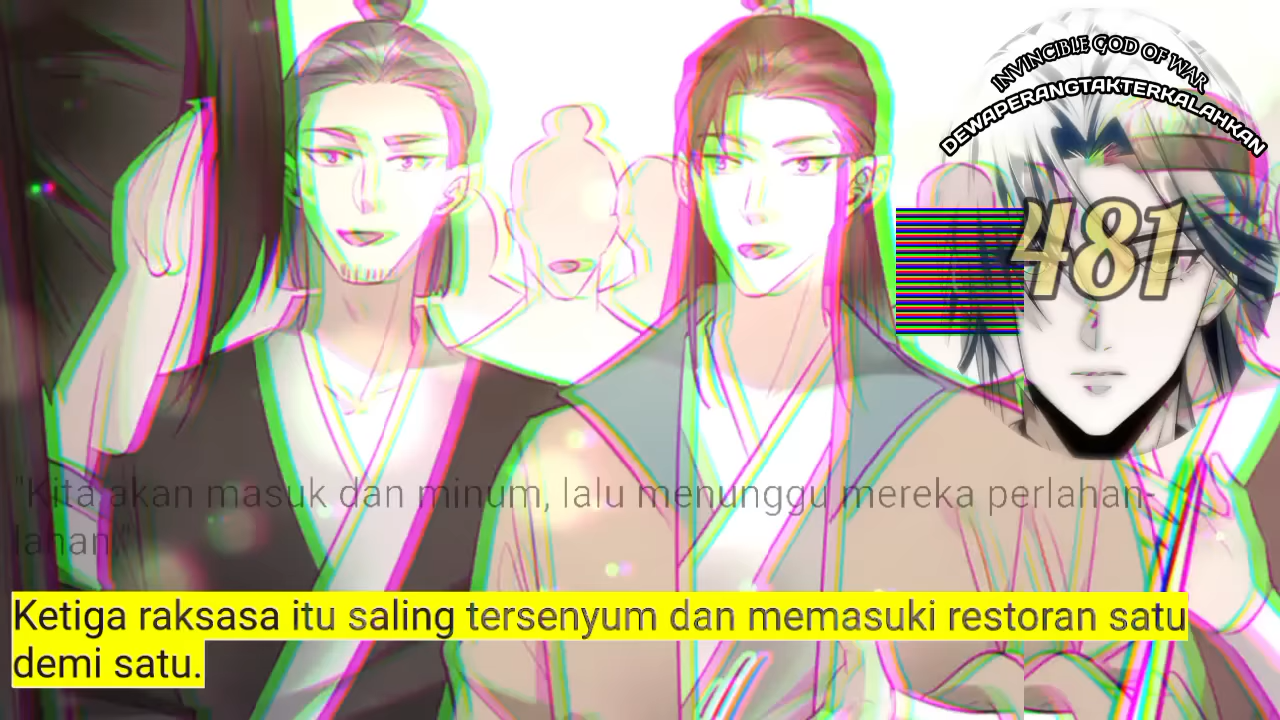 INVINCIBLE GOD OF WAR
DEWAPERANGTAKTERKALAHKAN
481
"Kita akan masuk dan minum, lalu menunggu mereka perlahan-
lahan."
Ketiga raksasa itu saling tersenyum dan memasuki restoran satu
demi satu.